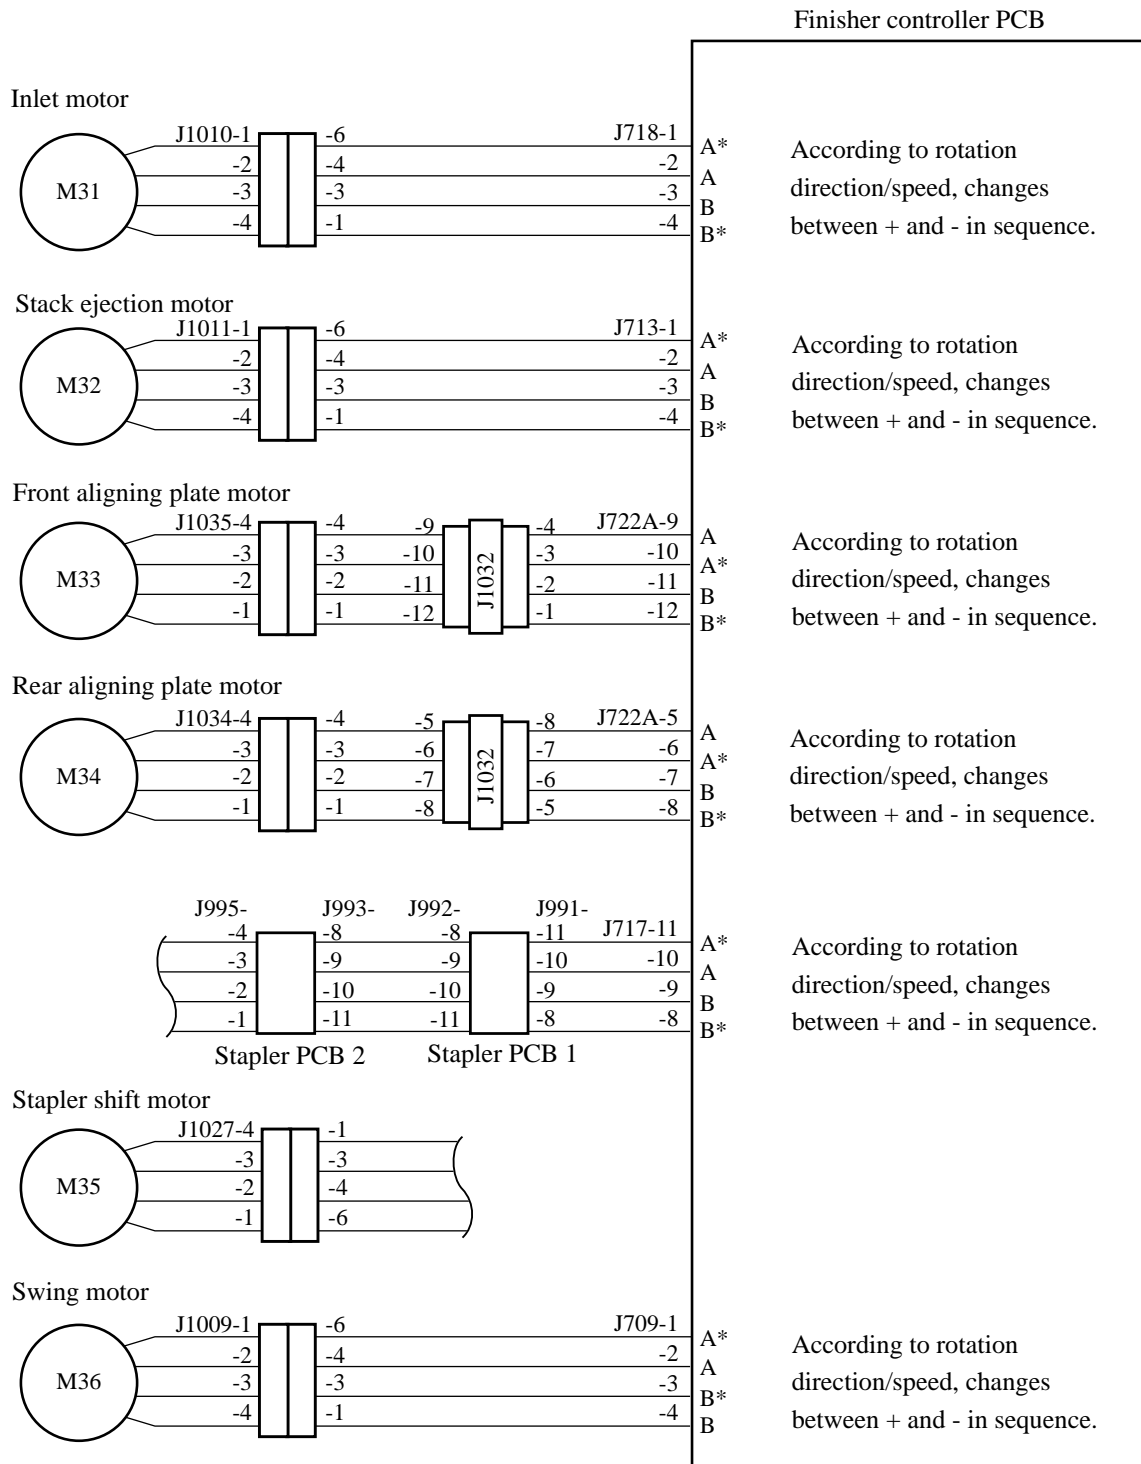 Finisher controller PCB
Inlet motor
M31
J1010-1 -6 J718-1 A*
-2 -4 -2 A
-3 -3 -3 B
-4 -1 -4 B*
According to rotation
direction/speed, changes
between + and - in sequence.
Stack ejection motor
M32
J1011-1 -6 J713-1 A*
-2 -4 -2 A
-3 -3 -3 B
-4 -1 -4 B*
According to rotation
direction/speed, changes
between + and - in sequence.
Front aligning plate motor
M33
J1035-4 -4 -9 -4 J722A-9 A
-3 -3 -10 -3 -10 A*
-2 -2 -11 -2 -11 B
-1 -1 -12 -1 -12 B*
J1032
According to rotation
direction/speed, changes
between + and - in sequence.
Rear aligning plate motor
M34
J1034-4 -4 -5 -8 J722A-5 A
-3 -3 -6 -7 -6 A*
-2 -2 -7 -6 -7 B
-1 -1 -8 -5 -8 B*
J1032
According to rotation
direction/speed, changes
between + and - in sequence.
J995- J993- J992- J991-
-4 -8 -8 -11 J717-11 A*
-3 -9 -9 -10 -10 A
-2 -10 -10 -9 -9 B
-1 -11 -11 -8 -8 B*
Stapler PCB 2 Stapler PCB 1
According to rotation
direction/speed, changes
between + and - in sequence.
Stapler shift motor
M35
J1027-4 -1
-3 -3
-2 -4
-1 -6
Swing motor
M36
J1009-1 -6 J709-1 A*
-2 -4 -2 A
-3 -3 -3 B*
-4 -1 -4 B
According to rotation
direction/speed, changes
between + and - in sequence.